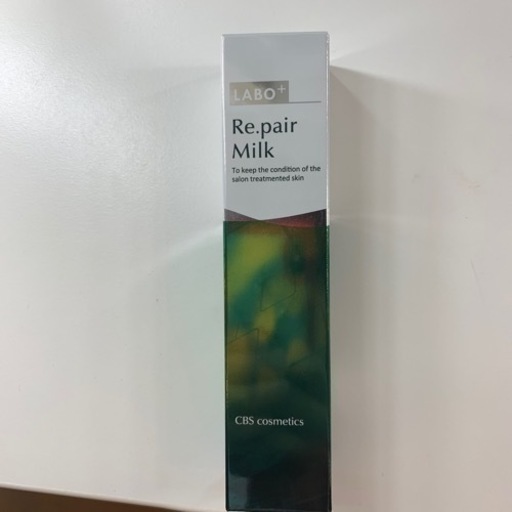 LABO+
Re.pair
Milk
To keep the condition of the
salon treatmented skin
CBS cosmetics